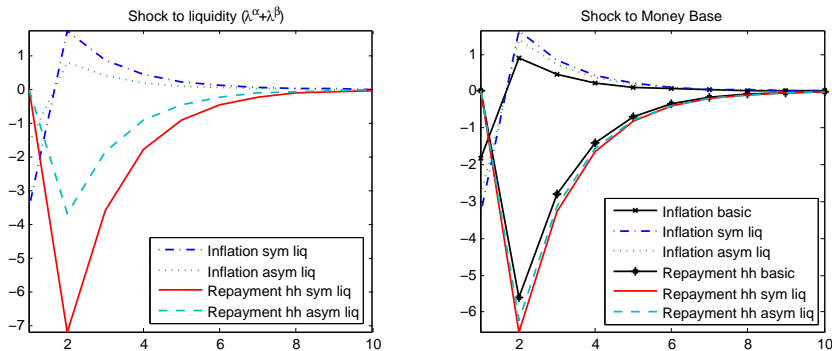 Shock to liquidity (λ^α+λ^β)
1
0
−1
−2
−3
−4
−5
−6
−7
2
4
6
8
10
Inflation sym liq
Inflation asym liq
Repayment hh sym liq
Repayment hh asym liq
Shock to Money Base
1
0
−1
−2
−3
−4
−5
−6
2
4
6
8
10
Inflation basic
Inflation sym liq
Inflation asym liq
Repayment hh basic
Repayment hh sym liq
Repayment hh asym liq